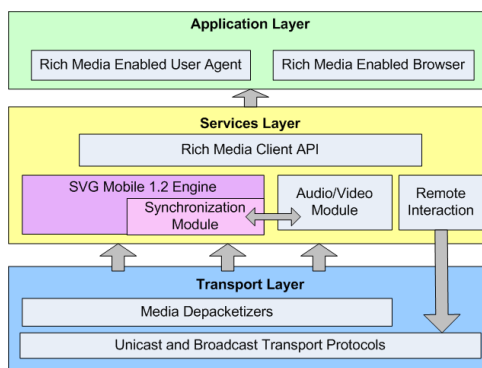 Application Layer
Rich Media Enabled User Agent
Rich Media Enabled Browser
Services Layer
Rich Media Client API
SVG Mobile 1.2 Engine
Synchronization
Module
Audio/Video
Module
Remote
Interaction
Transport Layer
Media Depacketizers
Unicast and Broadcast Transport Protocols